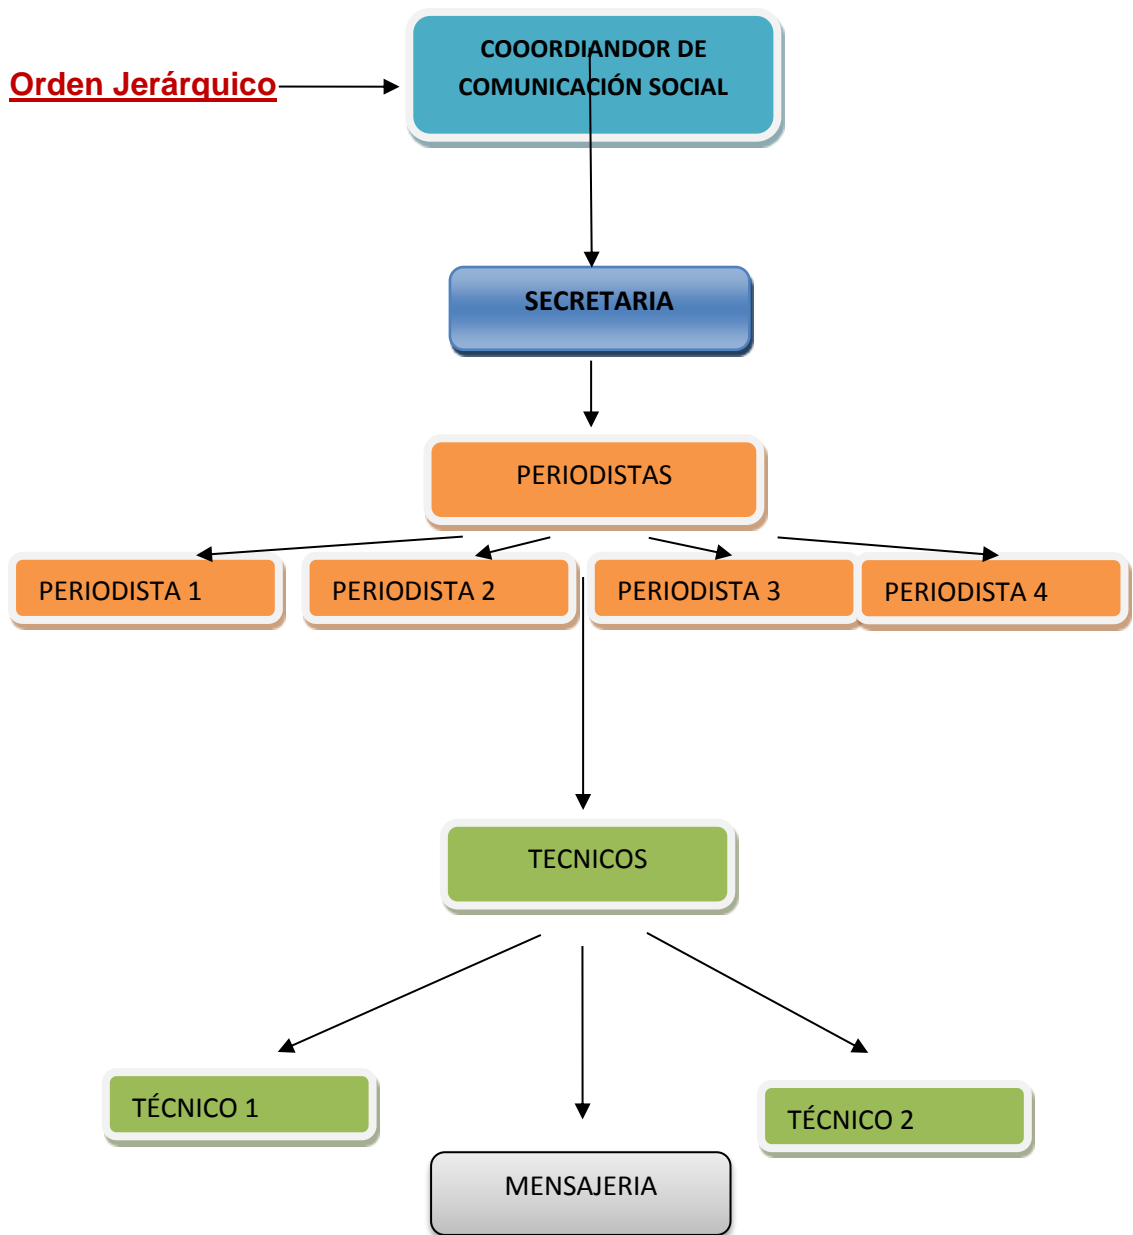 COOORDIANDOR DE
COMUNICACIÓN SOCIAL
Orden Jerárquico
SECRETARIA
PERIODISTAS
PERIODISTA 1
PERIODISTA 2
PERIODISTA 3
PERIODISTA 4
TECNICOS
TÉCNICO 1
TÉCNICO 2
MENSAJERIA